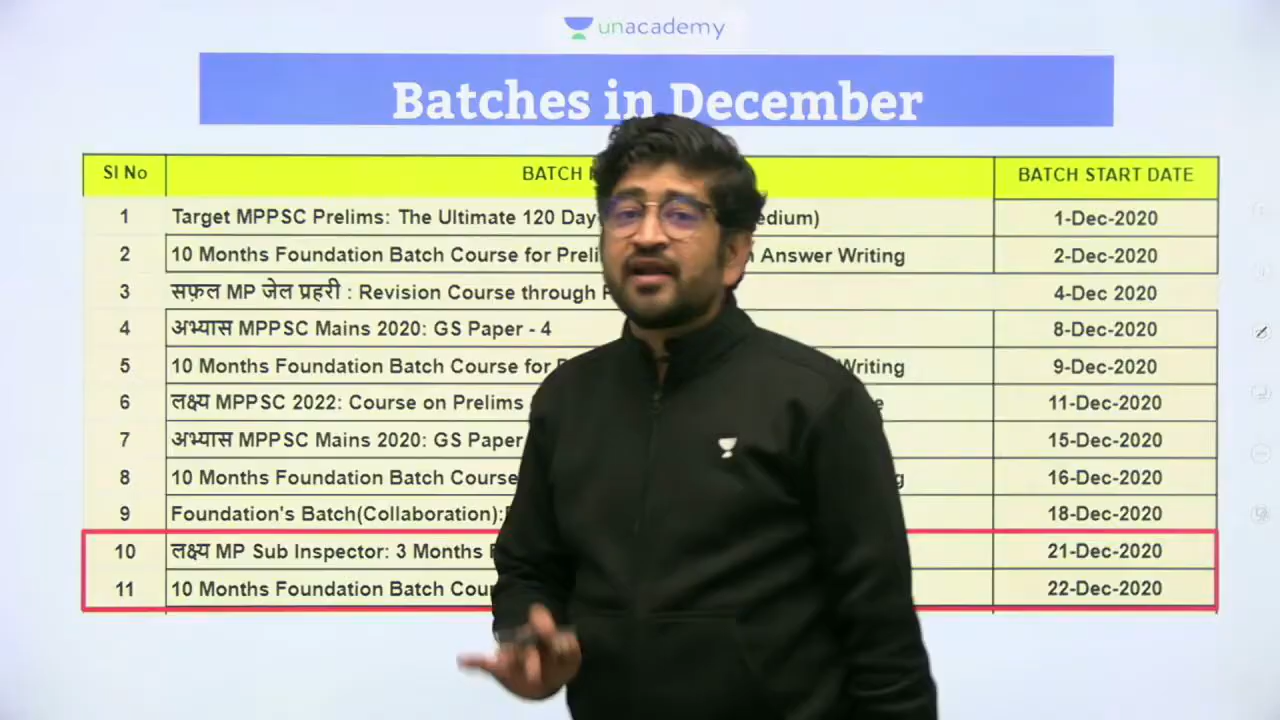 unacademy
Batches in December
SI No BATCH BATCH START DATE
1 Target MPPSC Prelims: The Ultimate 120 Day edium) 1-Dec-2020
2 10 Months Foundation Batch Course for Preli Answer Writing 2-Dec-2020
3 सफ़ल MP जेल प्रहरी : Revision Course through 4-Dec 2020
4 अभ्यास MPPSC Mains 2020: GS Paper - 4 8-Dec-2020
5 10 Months Foundation Batch Course for Writing 9-Dec-2020
6 लक्ष्य MPPSC 2022: Course on Prelims 11-Dec-2020
7 अभ्यास MPPSC Mains 2020: GS Paper 15-Dec-2020
8 10 Months Foundation Batch Course 16-Dec-2020
9 Foundation's Batch(Collaboration): 18-Dec-2020
10 लक्ष्य MP Sub Inspector: 3 Months 21-Dec-2020
11 10 Months Foundation Batch Cou 22-Dec-2020